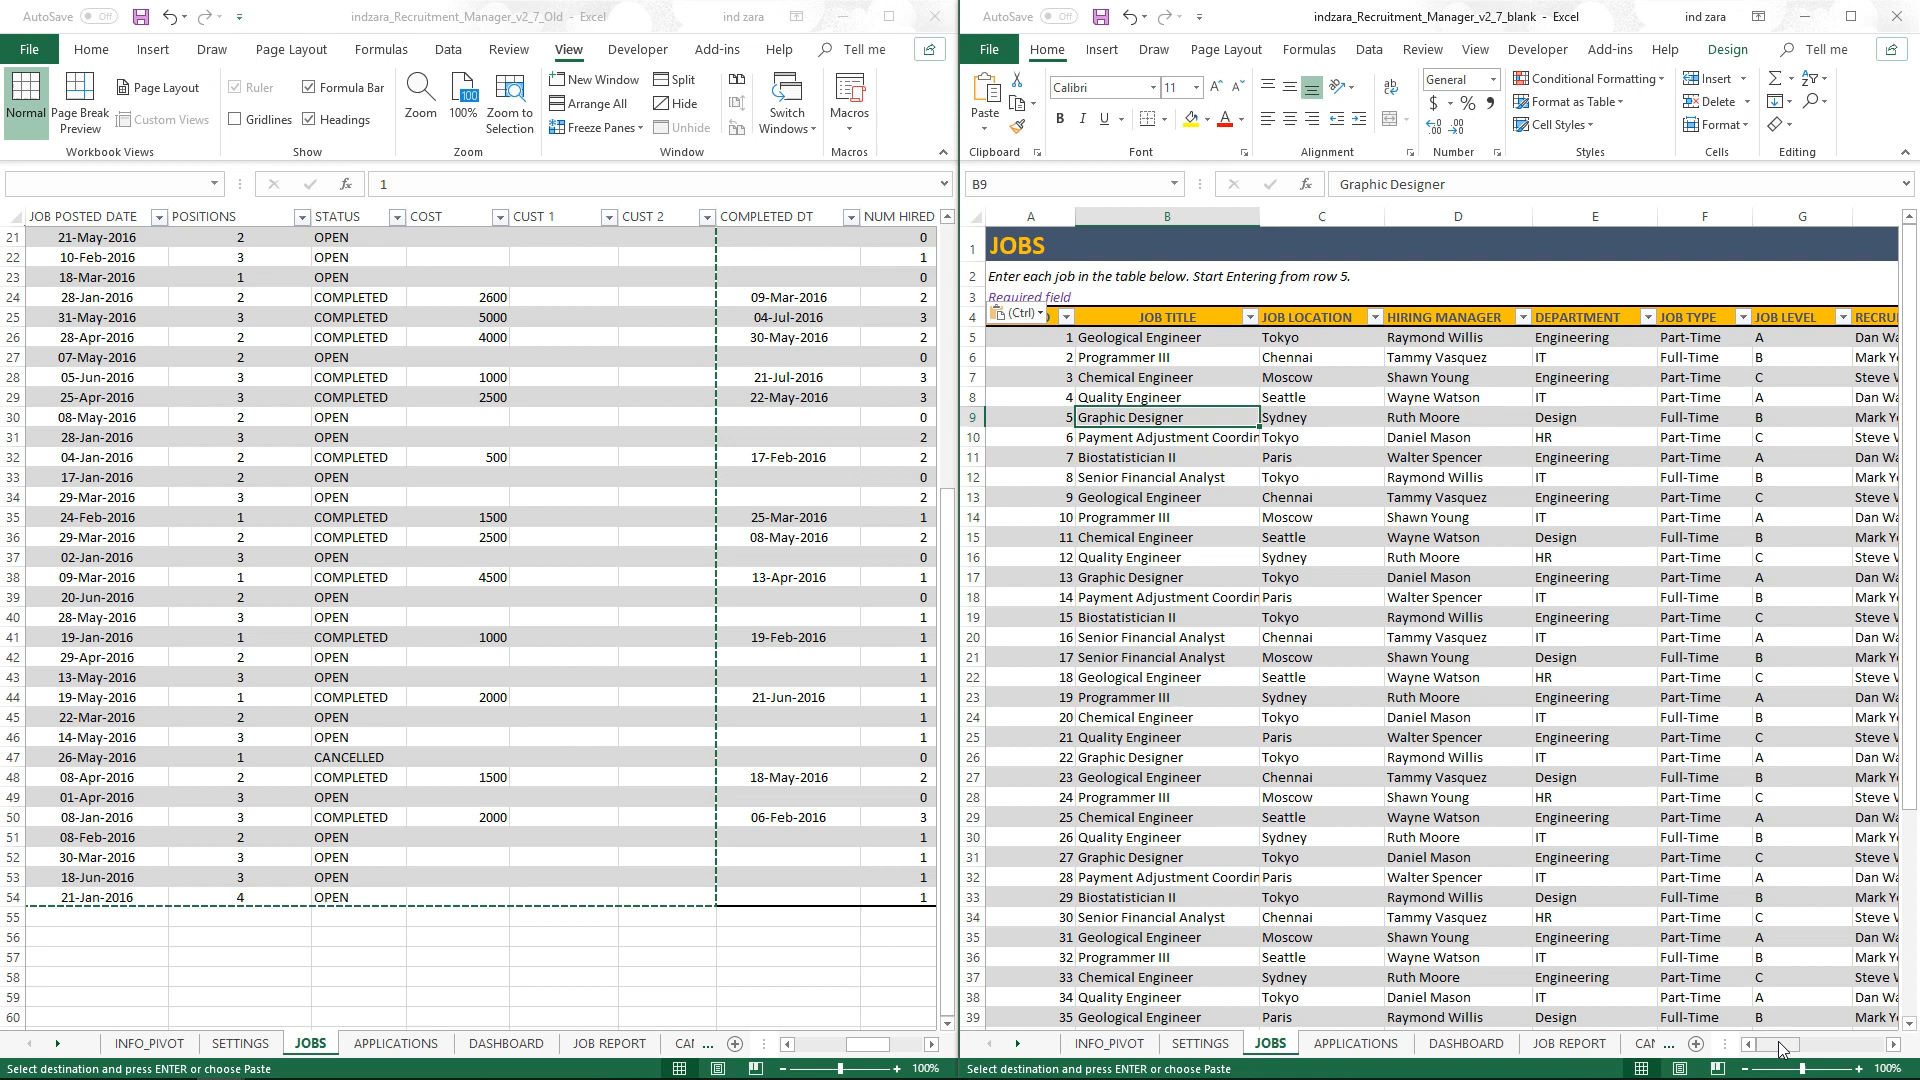 AutoSave Off indzara_Recruitment_Manager_v2_7_Old - Excel ind zara
File Home Insert Draw Page Layout Formulas Data Review View Developer Add-ins Help Tell me
Normal Page Break Preview Page Layout Custom Views
Workbook Views
Ruler Formula Bar Gridlines Headings
Show
Zoom 100% Zoom to Selection
Zoom
New Window Arrange All Freeze Panes Split Hide Unhide Switch Windows
Window
Macros
Macros
1
JOB POSTED DATE POSITIONS STATUS COST CUST 1 CUST 2 COMPLETED DT NUM HIRED
21 21-May-2016 2 OPEN 0
22 10-Feb-2016 3 OPEN 1
23 18-Mar-2016 1 OPEN 0
24 28-Jan-2016 2 COMPLETED 2600 09-Mar-2016 2
25 31-May-2016 3 COMPLETED 5000 04-Jul-2016 3
26 28-Apr-2016 2 COMPLETED 4000 30-May-2016 2
27 07-May-2016 2 OPEN 0
28 05-Jun-2016 3 COMPLETED 1000 21-Jul-2016 3
29 25-Apr-2016 3 COMPLETED 2500 22-May-2016 3
30 08-May-2016 2 OPEN 0
31 28-Jan-2016 3 OPEN 2
32 04-Jan-2016 2 COMPLETED 500 17-Feb-2016 2
33 17-Jan-2016 2 OPEN 0
34 29-Mar-2016 3 OPEN 2
35 24-Feb-2016 1 COMPLETED 1500 25-Mar-2016 1
36 29-Mar-2016 2 COMPLETED 2500 08-May-2016 2
37 02-Jan-2016 3 OPEN 0
38 09-Mar-2016 1 COMPLETED 4500 13-Apr-2016 1
39 20-Jun-2016 2 OPEN 0
40 28-May-2016 3 OPEN 1
41 19-Jan-2016 1 COMPLETED 1000 19-Feb-2016 1
42 29-Apr-2016 2 OPEN 1
43 13-May-2016 3 OPEN 1
44 19-May-2016 1 COMPLETED 2000 21-Jun-2016 1
45 22-Mar-2016 2 OPEN 1
46 14-May-2016 3 OPEN 1
47 26-May-2016 1 CANCELLED 0
48 08-Apr-2016 2 COMPLETED 1500 18-May-2016 2
49 01-Apr-2016 3 OPEN 0
50 08-Jan-2016 3 COMPLETED 2000 06-Feb-2016 3
51 08-Feb-2016 2 OPEN 1
52 30-Mar-2016 3 OPEN 1
53 18-Jun-2016 3 OPEN 1
54 21-Jan-2016 4 OPEN 1
55
56
57
58
59
60
INFO_PIVOT SETTINGS JOBS APPLICATIONS DASHBOARD JOB REPORT CAI ...
Select destination and press ENTER or choose Paste 100%
AutoSave Off indzara_Recruitment_Manager_v2_7_blank - Excel ind zara
File Home Insert Draw Page Layout Formulas Data Review View Developer Add-ins Help Design Tell me
Paste
Clipboard
Calibri 11
B I U
Font
Alignment
General
Number
Conditional Formatting
Format as Table
Cell Styles
Styles
Insert
Delete
Format
Cells
Editing
B9 Graphic Designer
A B C D E F G
1 JOBS
2 Enter each job in the table below. Start Entering from row 5.
3 Required field
(Ctrl)
4 D JOB TITLE JOB LOCATION HIRING MANAGER DEPARTMENT JOB TYPE JOB LEVEL RECRU
5 1 Geological Engineer Tokyo Raymond Willis Engineering Part-Time A Dan Wa
6 2 Programmer III Chennai Tammy Vasquez IT Full-Time B Mark Y
7 3 Chemical Engineer Moscow Shawn Young Engineering Part-Time C Steve V
8 4 Quality Engineer Seattle Wayne Watson IT Part-Time A Dan Wa
9 5 Graphic Designer Sydney Ruth Moore Design Full-Time B Mark Y
10 6 Payment Adjustment Coordin Tokyo Daniel Mason HR Part-Time C Steve V
11 7 Biostatistician II Paris Walter Spencer Engineering Part-Time A Dan Wa
12 8 Senior Financial Analyst Tokyo Raymond Willis IT Full-Time B Mark Y
13 9 Geological Engineer Chennai Tammy Vasquez Engineering Part-Time C Steve V
14 10 Programmer III Moscow Shawn Young IT Part-Time A Dan Wa
15 11 Chemical Engineer Seattle Wayne Watson Design Full-Time B Mark Y
16 12 Quality Engineer Sydney Ruth Moore HR Part-Time C Steve V
17 13 Graphic Designer Tokyo Daniel Mason Engineering Part-Time A Dan Wa
18 14 Payment Adjustment Coordin Paris Walter Spencer IT Full-Time B Mark Y
19 15 Biostatistician II Tokyo Raymond Willis Engineering Part-Time C Steve V
20 16 Senior Financial Analyst Chennai Tammy Vasquez IT Part-Time A Dan Wa
21 17 Senior Financial Analyst Moscow Shawn Young Design Full-Time B Mark Y
22 18 Geological Engineer Seattle Wayne Watson HR Part-Time C Steve V
23 19 Programmer III Sydney Ruth Moore Engineering Part-Time A Dan Wa
24 20 Chemical Engineer Tokyo Daniel Mason IT Full-Time B Mark Y
25 21 Quality Engineer Paris Walter Spencer Engineering Part-Time C Steve V
26 22 Graphic Designer Tokyo Raymond Willis IT Part-Time A Dan Wa
27 23 Geological Engineer Chennai Tammy Vasquez Design Full-Time B Mark Y
28 24 Programmer III Moscow Shawn Young HR Part-Time C Steve V
29 25 Chemical Engineer Seattle Wayne Watson Engineering Part-Time A Dan Wa
30 26 Quality Engineer Sydney Ruth Moore IT Full-Time B Mark Y
31 27 Graphic Designer Tokyo Daniel Mason Engineering Part-Time C Steve V
32 28 Payment Adjustment Coordin Paris Walter Spencer IT Part-Time A Dan Wa
33 29 Biostatistician II Tokyo Raymond Willis Design Full-Time B Mark Y
34 30 Senior Financial Analyst Chennai Tammy Vasquez HR Part-Time C Steve V
35 31 Geological Engineer Moscow Shawn Young Engineering Part-Time A Dan Wa
36 32 Programmer III Seattle Wayne Watson IT Full-Time B Mark Y
37 33 Chemical Engineer Sydney Ruth Moore Engineering Part-Time C Steve V
38 34 Quality Engineer Tokyo Daniel Mason IT Part-Time A Dan Wa
39 35 Geological Engineer Paris Walter Spencer Design Full-Time B Mark Y
INFO_PIVOT SETTINGS JOBS APPLICATIONS DASHBOARD JOB REPORT CAI ...
Select destination and press ENTER or choose Paste 100%